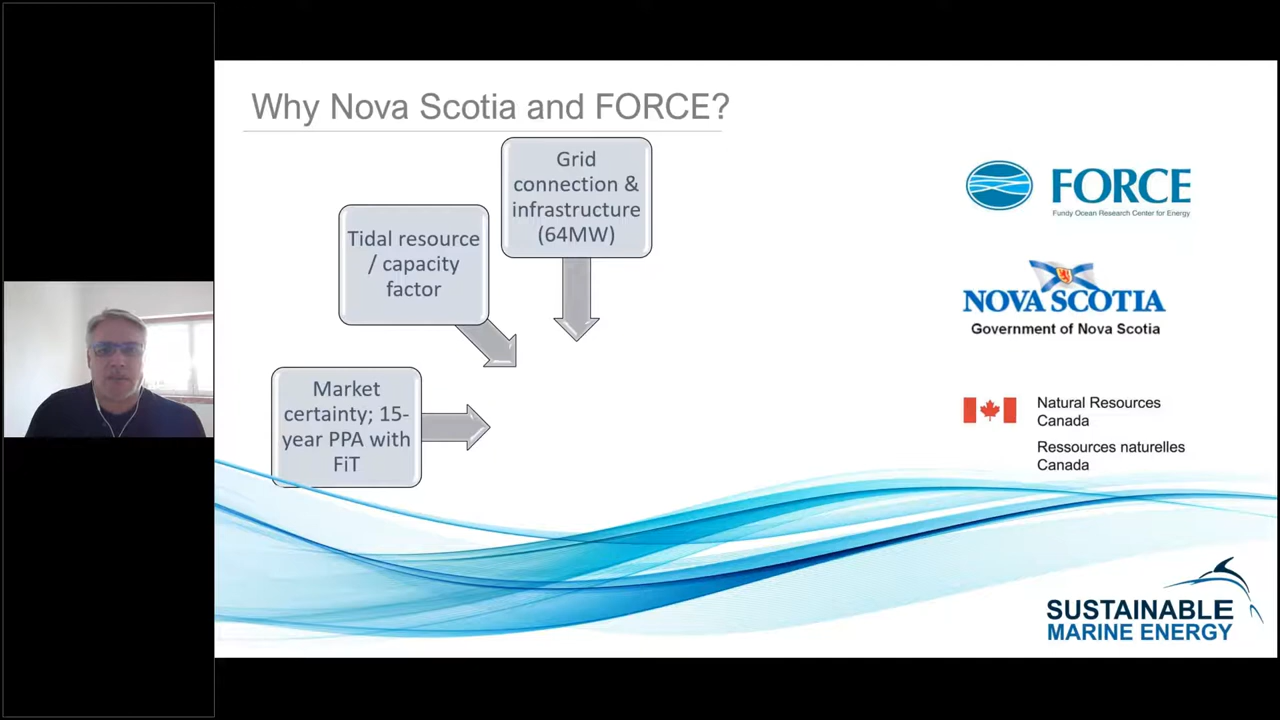 Why Nova Scotia and FORCE?
Grid
connection &
infrastructure
(64MW)
Tidal resource
/ capacity
factor
Market
certainty; 15-
year PPA with
FiT
FORCE
Fundy Ocean Research Center for Energy
NOVA SCOTIA
Government of Nova Scotia
Natural Resources
Canada
Ressources naturelles
Canada
SUSTAINABLE
MARINE ENERGY